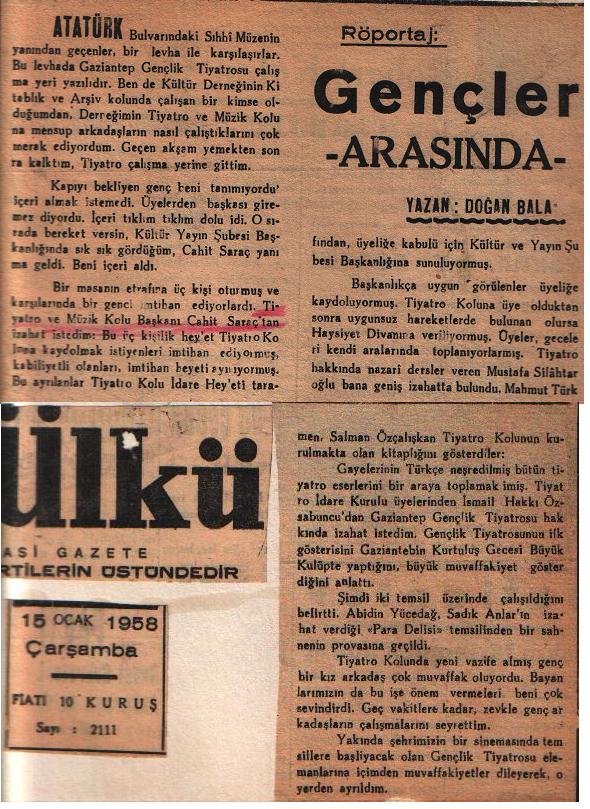 ATATÜRK Bulvarındaki Sıhhî Müzenin
yanından geçenler, bir levha ile karşılaşırlar.
Bu levhada Gaziantep Gençlik Tiyatrosu çalış
ma yeri yazılıdır. Ben de Kültür Derneğinin Ki
tablık ve Arşiv kolunda çalışan bir kimse ol-
duğumdan, Derneğimin Tiyatro ve Müzik Kolu
na mensup arkadaşların nasıl çalıştıklarını çok
merak ediyordum. Geçen akşam yemekten son
ra kalktım, Tiyatro çalışma yerine gittim.
Kapıyı bekliyen genç beni tanımıyordu'
içeri almak istemedi. Üyelerden başkası gire-
mez diyordu. İçeri tıklım tıklım dolu idi. O sı-
rada bereket versin, Kültür Yayın Şubesi Baş-
kanlığında sık sık gördüğüm, Cahit Saraç yanı
ma geldi. Beni içeri aldı.
Bir masanın etrafına üç kişi oturmuş ve
karşılarında bir genci imtihan ediyorlardı. Ti-
yatro ve Müzik Kolu Başkanı Cahit Saraç'tan
izahat istedim: Bu üç kişilik hey'et Tiyatro Ko
luna kaydolmak istiyenleri imtihan ediyormuş,
kabiliyetli olanları, imtihan heyeti ayırıyormuş.
Bu ayrılanlar Tiyatro Kolu İdare Hey'eti tara-
Röportaj:
Gençler
-ARASINDA-
YAZAN: DOĞAN BALA
fından, üyeliğe kabulü için Kültür ve Yayın Şu
besi Başkanlığına sunuluyormuş.
Başkanlıkça uygun görülenler üyeliğe
kaydoluyormuş. Tiyatro Koluna üye olduktan
sonra uygunsuz hareketlerde bulunan olursa
Haysiyet Divanına veriliyormuş. Üyeler, gecele
ri kendi aralarında toplanıyorlarmış. Tiyatro
hakkında nazari dersler veren Mustafa Silâhtar
oğlu bana geniş izahatta bulundu. Mahmut Türk
men, Salman Özçalışkan Tiyatro Kolunun ku-
rulmakta olan kitaplığını gösterdiler:
Gayelerinin Türkçe neşredilmiş bütün ti-
yatro eserlerini bir araya toplamak imiş. Tiyat
ro İdare Kurulu üyelerinden İsmail Hakkı Öz-
sabuncu'dan Gaziantep Gençlik Tiyatrosu hak
kında izahat istedim. Gençlik Tiyatrosunun ilk
gösterisini Gaziantebin Kurtuluş Gecesi Büyük
Kulüpte yaptığını, büyük muvaffakiyet göster
diğini anlattı.
Şimdi iki temsil üzerinde çalışıldığını
belirtti. Abidin Yücedağ, Sadık Anlar'ın iza-
hat verdiği «Para Delisi» temsilinden bir sah-
nenin provasına geçildi.
Tiyatro Kolunda yeni vazife almış genç
bir kız arkadaş çok muvaffak oluyordu. Bayan
larımızın da bu işe önem vermeleri beni çok
sevindirdi. Geç vakitlere kadar, zevkle genç ar
kadaşların çalışmalarını seyrettim.
Yakında şehrimizin bir sinemasında tem
sillere başlıyacak olan Gençlik Tiyatrosu ele-
manlarına içimden muvaffakiyetler dileyerek, o
yerden ayrıldım.
ülkü
ASİ GAZETE
RTİLERİN ÜSTÜNDEDİR
15 OCAK 1958
Çarşamba
FİATI 10 KURUŞ
Sayı : 2111